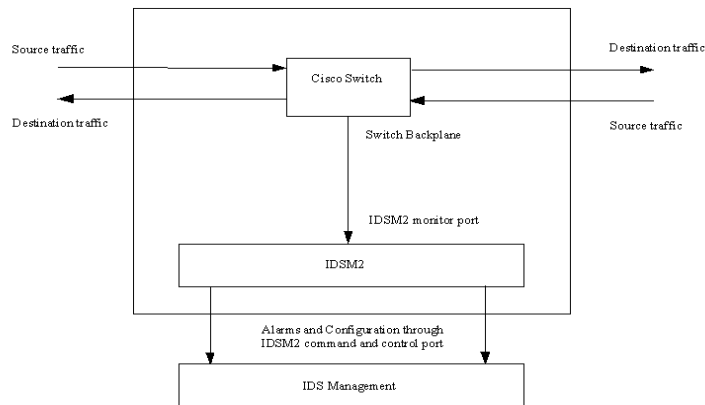 Source traffic
Destination traffic
Cisco Switch
Destination traffic
Source traffic
Switch Backplane
IDSM2 monitor port
IDSM2
Alarms and Configuration through
IDSM2 command and control port
IDS Management